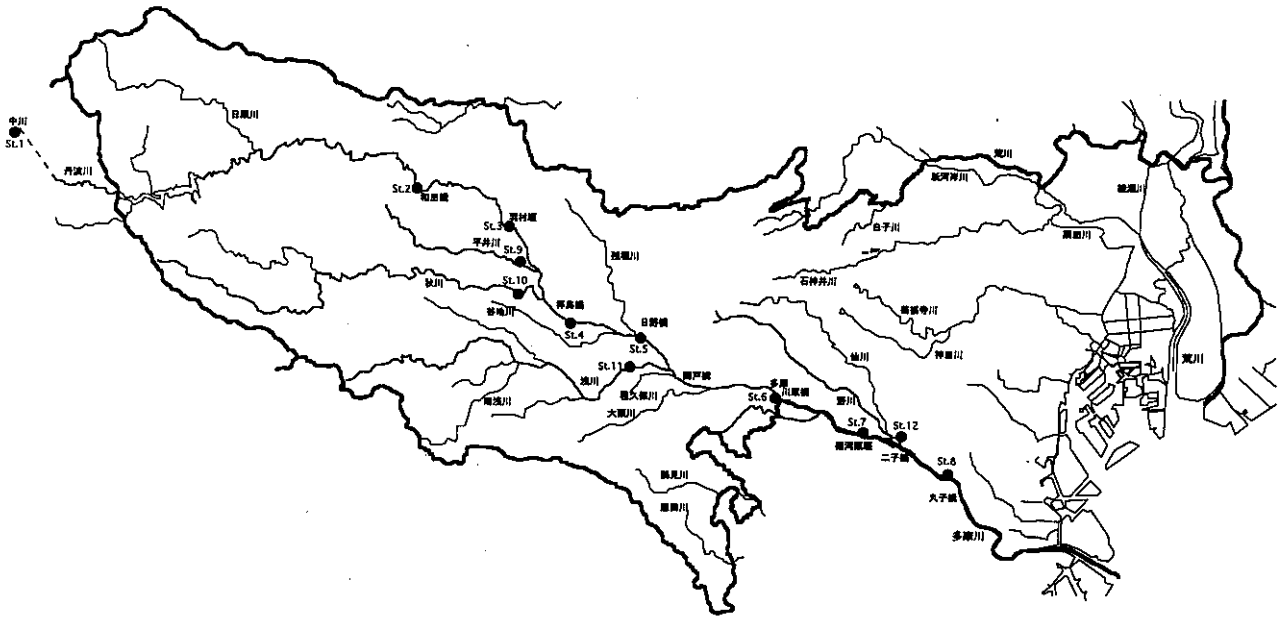 中川
St.1
丹波川
日原川
St.2
和田橋
St.3
羽村堰
平井川
St.9
秋川
St.10
谷地川
拝島橋
St.4
残堀川
日野橋
St.5
St.11
浅川
南浅川
程久保川
大栗川
関戸橋
多摩
川原橋
St.6
野川
仙川
St.7
宿河原堰
St.12
二子橋
St.8
丸子橋
多摩川
鶴見川
恩田川
荒川
新河岸川
白子川
石神井川
隅田川
綾瀬川
善福寺川
神田川
荒川